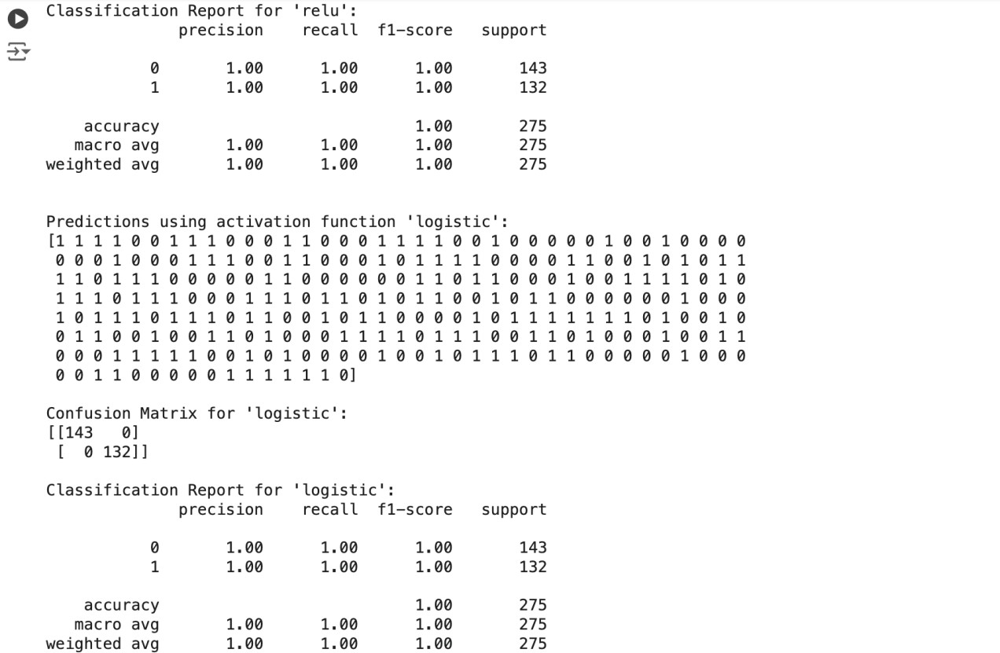 Classification Report for 'relu':
precision recall f1-score support
0 1.00 1.00 1.00 143
1 1.00 1.00 1.00 132
accuracy 1.00 275
macro avg 1.00 1.00 1.00 275
weighted avg 1.00 1.00 1.00 275
Predictions using activation function 'logistic':
[1 1 1 1 0 0 1 1 1 0 0 0 1 1 0 0 0 1 1 1 1 0 0 1 0 0 0 0 0 1 0 0 1 0 0 0 0
0 0 0 1 0 0 0 1 1 1 0 0 1 1 0 0 0 1 0 1 1 1 1 0 0 0 0 1 1 0 0 1 0 1 0 1 1
1 1 0 1 1 1 0 0 0 0 0 1 1 0 0 0 0 0 0 1 1 0 1 1 0 0 0 1 0 0 1 1 1 1 0 1 0
1 1 1 0 1 1 1 0 0 0 1 1 1 0 1 1 0 1 0 1 1 0 0 1 0 1 1 0 0 0 0 0 0 1 0 0 0
1 0 1 1 1 0 1 1 1 0 1 1 0 0 1 0 1 1 0 0 0 0 1 0 1 1 1 1 1 1 1 0 1 0 0 1 0
0 1 1 0 0 1 0 0 1 1 0 1 0 0 0 1 1 1 1 0 1 1 1 0 0 1 1 0 1 0 0 0 1 0 0 1 1
0 0 0 1 1 1 1 1 0 0 1 0 1 0 0 0 0 1 0 0 1 0 1 1 1 0 1 1 0 0 0 0 0 1 0 0 0
0 0 1 1 0 0 0 0 0 1 1 1 1 1 1 0]
Confusion Matrix for 'logistic':
[[143 0]
[ 0 132]]
Classification Report for 'logistic':
precision recall f1-score support
0 1.00 1.00 1.00 143
1 1.00 1.00 1.00 132
accuracy 1.00 275
macro avg 1.00 1.00 1.00 275
weighted avg 1.00 1.00 1.00 275